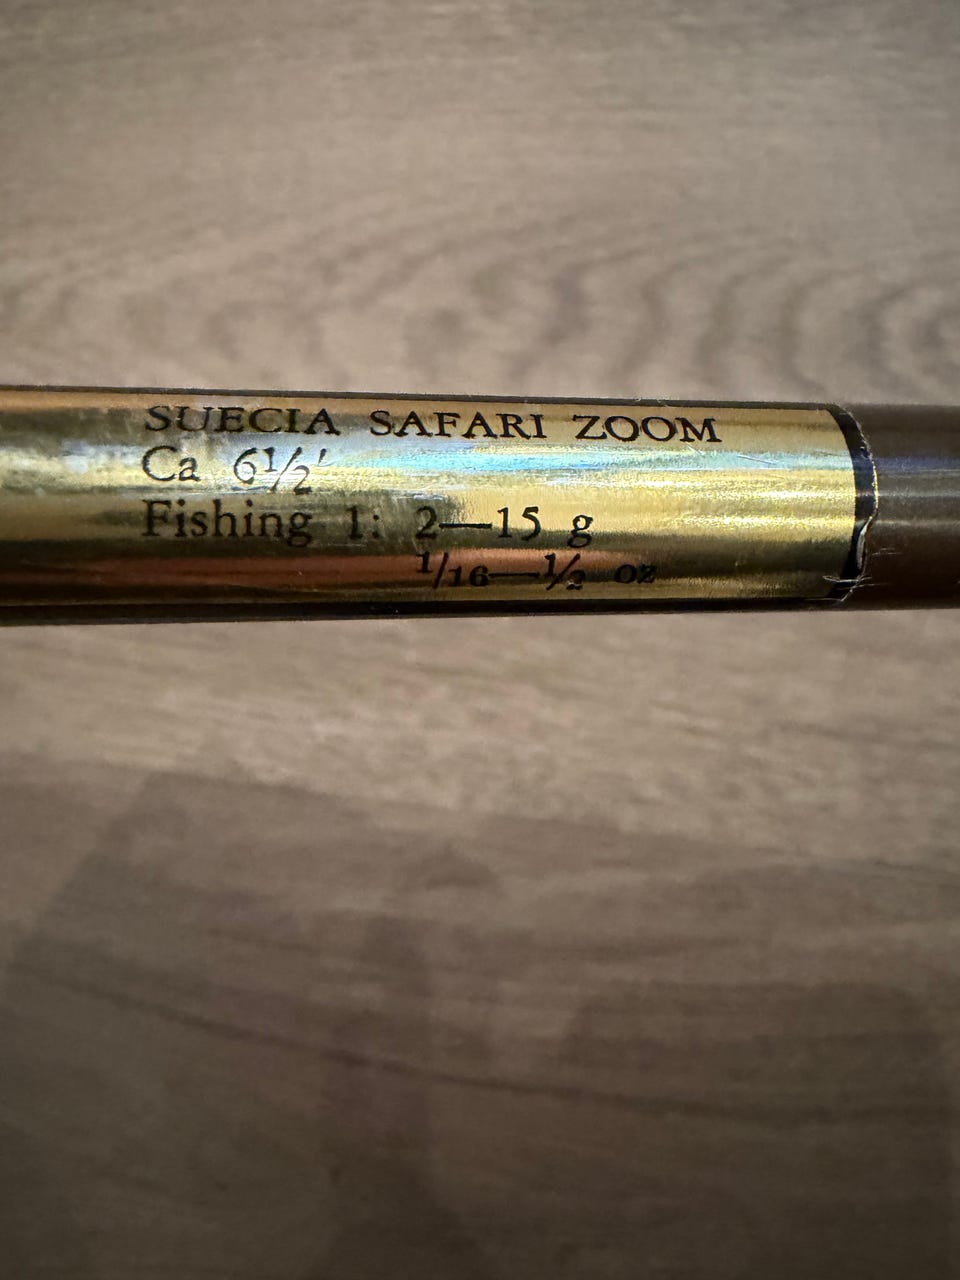 SUECIA SAFARI ZOOM
Ca 6½'
Fishing 1: 2—15 g
1/16—½ oz